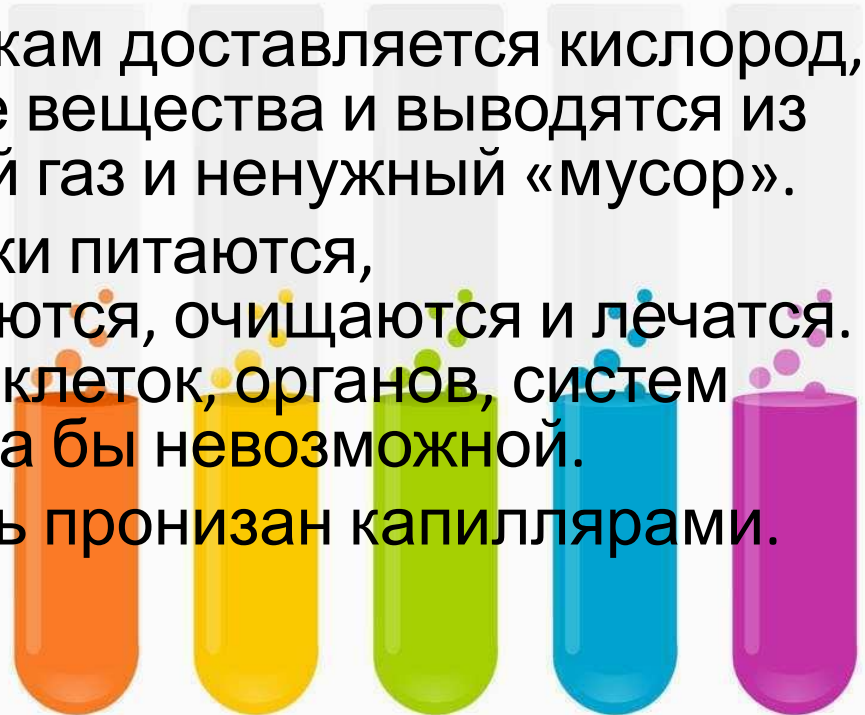 кам доставляется кислород,
е вещества и выводятся из
й газ и ненужный «мусор».
ки питаются,
ются, очищаются и лечатся.
клеток, органов, систем
а бы невозможной.
ь пронизан капиллярами.